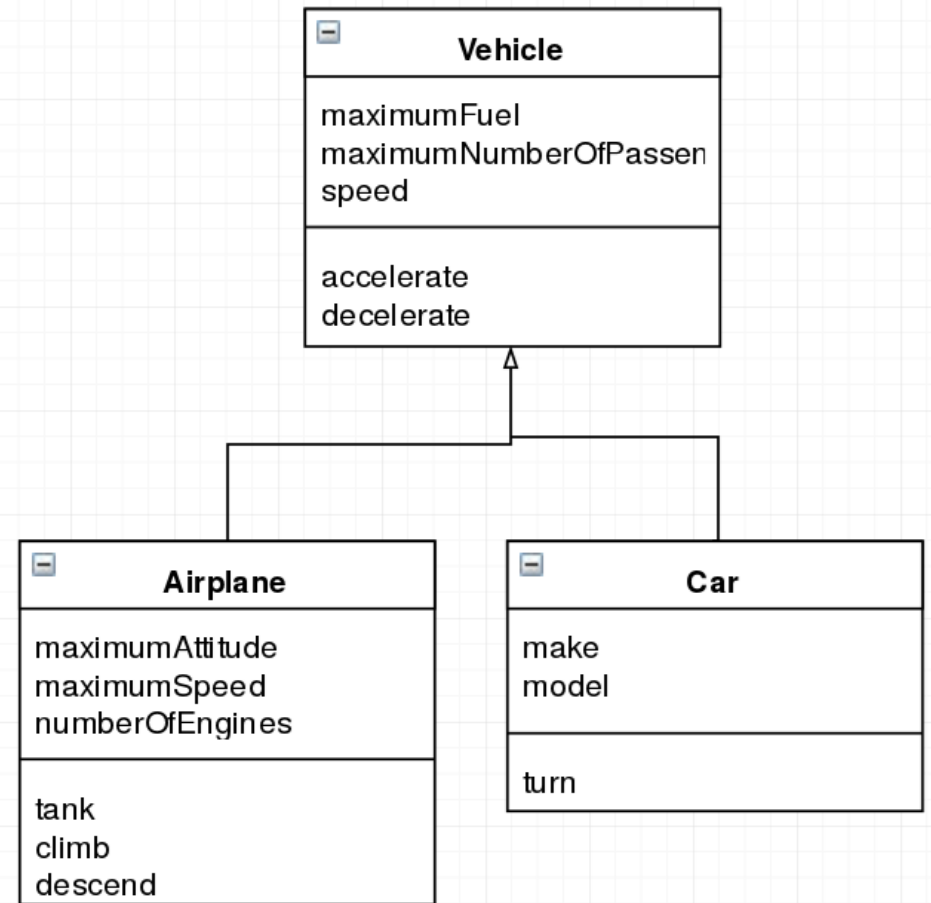 Vehicle
maximumFuel
maximumNumberOfPassen
speed
accelerate
decelerate
Airplane
maximumAttitude
maximumSpeed
numberOfEngines
tank
climb
descend
Car
make
model
turn